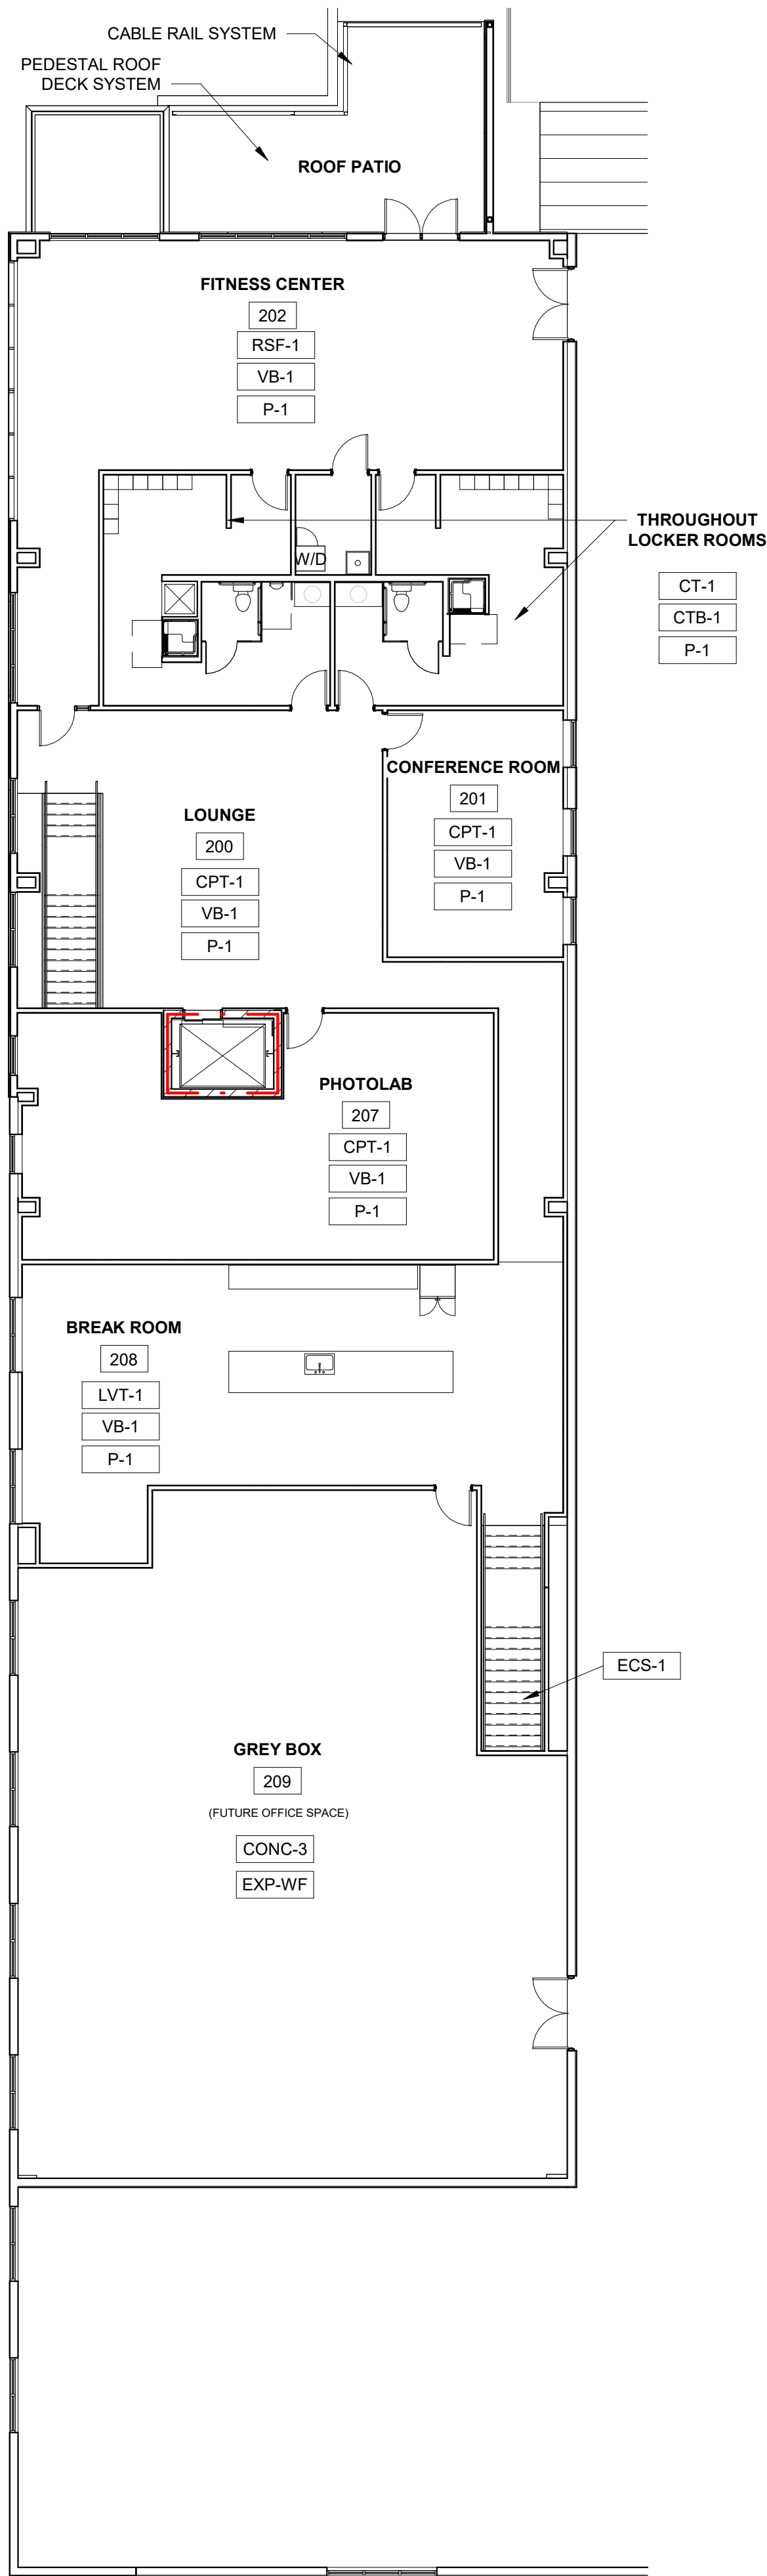 CABLE RAIL SYSTEM
PEDESTAL ROOF
DECK SYSTEM
ROOF PATIO
FITNESS CENTER
202
RSF-1
VB-1
P-1
W/D
THROUGHOUT
LOCKER ROOMS
CT-1
CTB-1
P-1
CONFERENCE ROOM
201
CPT-1
VB-1
P-1
LOUNGE
200
CPT-1
VB-1
P-1
PHOTOLAB
207
CPT-1
VB-1
P-1
BREAK ROOM
208
LVT-1
VB-1
P-1
ECS-1
GREY BOX
209
(FUTURE OFFICE SPACE)
CONC-3
EXP-WF